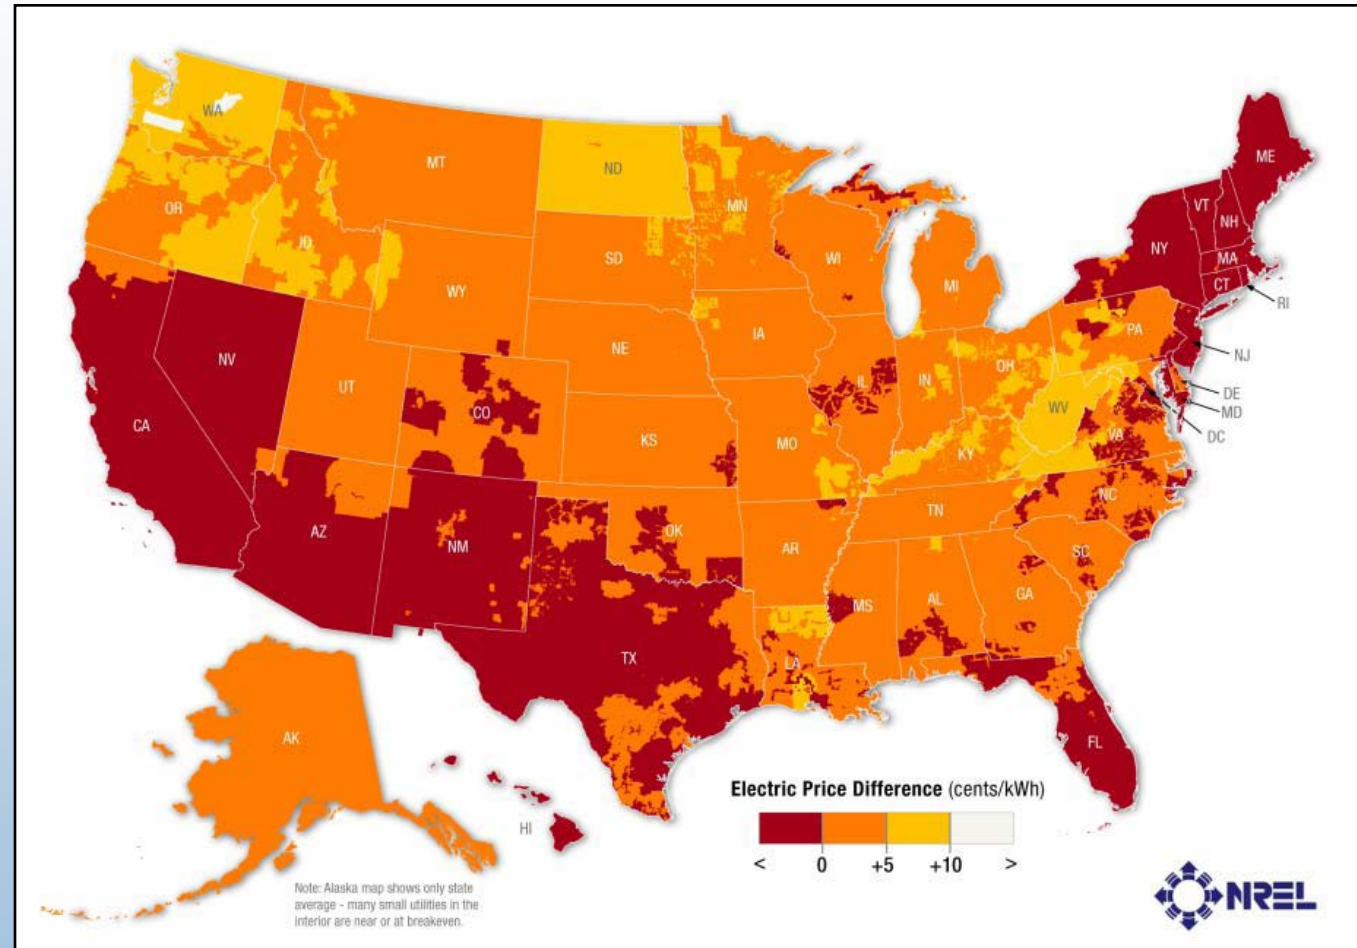 WA
MT
ND
MN
OR
ID
SD
WI
MI
WY
ME
VT
NH
NY
MA
CT
RI
NV
UT
CO
NE
IA
IL
IN
OH
PA
NJ
DE
MD
DC
WV
VA
CA
KS
MO
KY
AZ
NM
OK
AR
TN
NC
SC
MS
AL
GA
TX
LA
FL
AK
HI
Electric Price Difference (cents/kWh)
< 0 +5 +10 >
Note: Alaska map shows only state
average - many small utilities in the
interior are near or at breakeven.
NREL